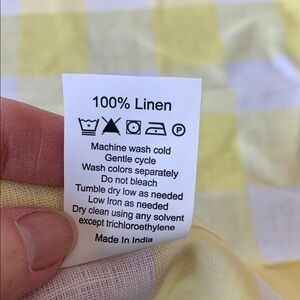 100% Linen
P
Machine wash cold
Gentle cycle
Wash colors separately
Do not bleach
Tumble dry low as needed
Low Iron as needed
Dry clean using any solvent
except trichloroethylene
Made In India